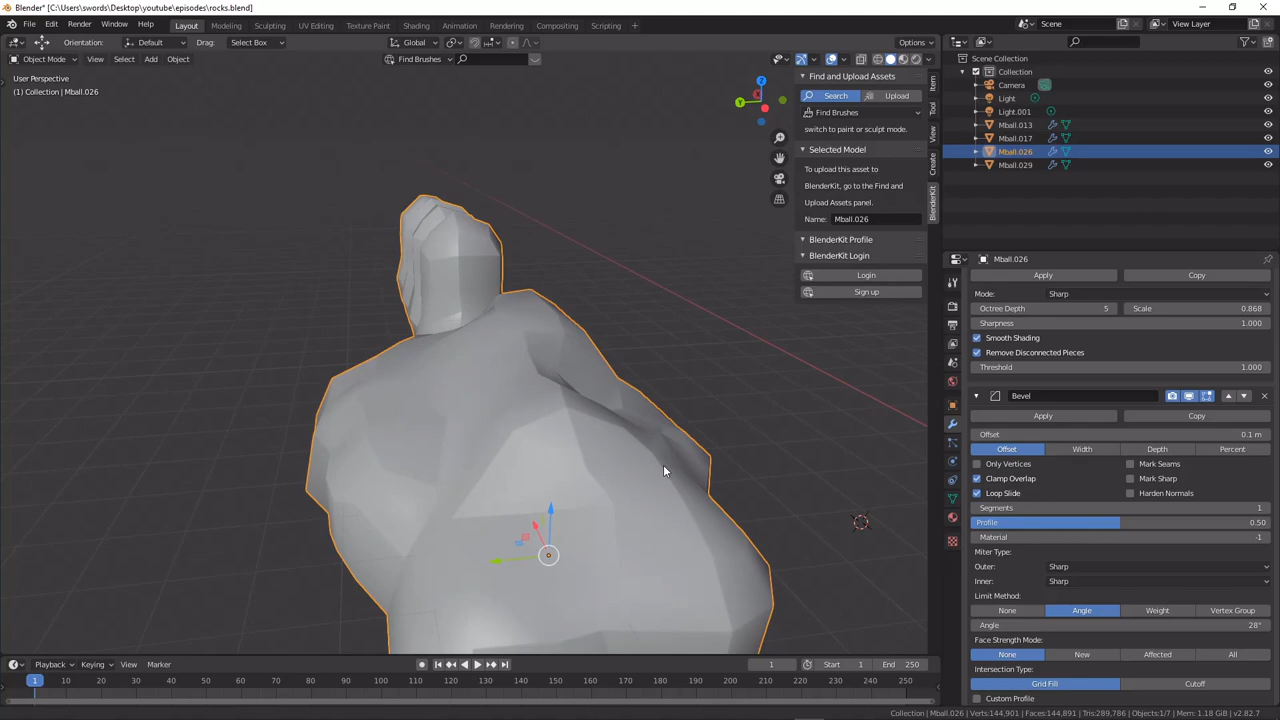 Blender* [C:\Users\swords\Desktop\youtube\episodes\rocks.blend]
File Edit Render Window Help Layout Modeling Sculpting UV Editing Texture Paint Shading Animation Rendering Compositing Scripting + Scene View Layer
Orientation: Default Drag: Select Box Global Options
Object Mode View Select Add Object Find Brushes
User Perspective
(1) Collection | Mball.026
Z
Y
X
Find and Upload Assets
Search Upload
Find Brushes
switch to paint or sculpt mode.
Selected Model
To upload this asset to
BlenderKit, go to the Find and
Upload Assets panel.
Name: Mball.026
BlenderKit Profile
BlenderKit Login
Login
Sign up
Item
Tool
View
Create
BlenderKit
Scene Collection
Collection
Camera
Light
Light.001
Mball.013
Mball.017
Mball.026
Mball.029
Mball.026
Apply Copy
Mode: Sharp
Octree Depth 5 Scale 0.868
Sharpness 1.000
Smooth Shading
Remove Disconnected Pieces
Threshold 1.000
Bevel
Apply Copy
Offset 0.1 m
Offset Width Depth Percent
Only Vertices Mark Seams
Clamp Overlap Mark Sharp
Loop Slide Harden Normals
Segments 1
Profile 0.50
Material -1
Miter Type:
Outer: Sharp
Inner: Sharp
Limit Method:
None Angle Weight Vertex Group
Angle 28°
Face Strength Mode:
None New Affected All
Intersection Type:
Grid Fill Cutoff
Custom Profile
Playback Keying View Marker 1 Start 1 End 250
1 10 20 30 40 50 60 70 80 90 100 110 120 130 140 150 160 170 180 190 200 210 220 230 240 250
Collection | Mball.026 | Verts:144,901 | Faces:144,891 | Tris:289,786 | Objects:1/7 | Mem: 1.18 GiB | v2.82.7